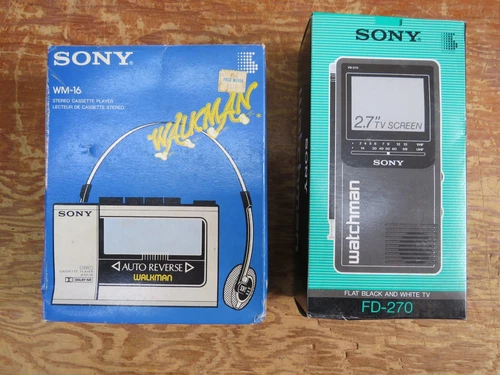 SONY
WM-16
STEREO CASSETTE PLAYER
LECTEUR DE CASSETTE STEREO
WALKMAN
SONY
AUTO REVERSE
WALKMAN
SONY
2.7" TV SCREEN
SONY
watchman
FLAT BLACK AND WHITE TV
FD-270
SONY